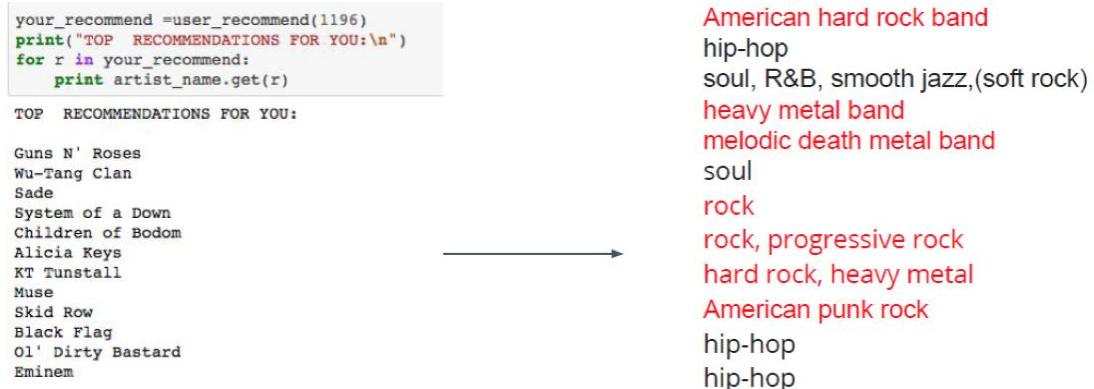 your_recommend =user_recommend(1196)
print("TOP  RECOMMENDATIONS FOR YOU:\n")
for r in your_recommend:
    print artist_name.get(r)
TOP  RECOMMENDATIONS FOR YOU:
Guns N' Roses
Wu-Tang Clan
Sade
System of a Down
Children of Bodom
Alicia Keys
KT Tunstall
Muse
Skid Row
Black Flag
Ol' Dirty Bastard
Eminem
American hard rock band
hip-hop
soul, R&B, smooth jazz,(soft rock)
heavy metal band
melodic death metal band
soul
rock
rock, progressive rock
hard rock, heavy metal
American punk rock
hip-hop
hip-hop